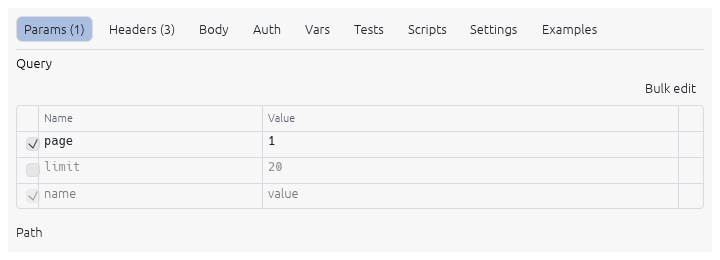 Params (1) Headers (3) Body Auth Vars Tests Scripts Settings Examples
Query
Bulk edit
Name Value
page 1
limit 20
name value
Path